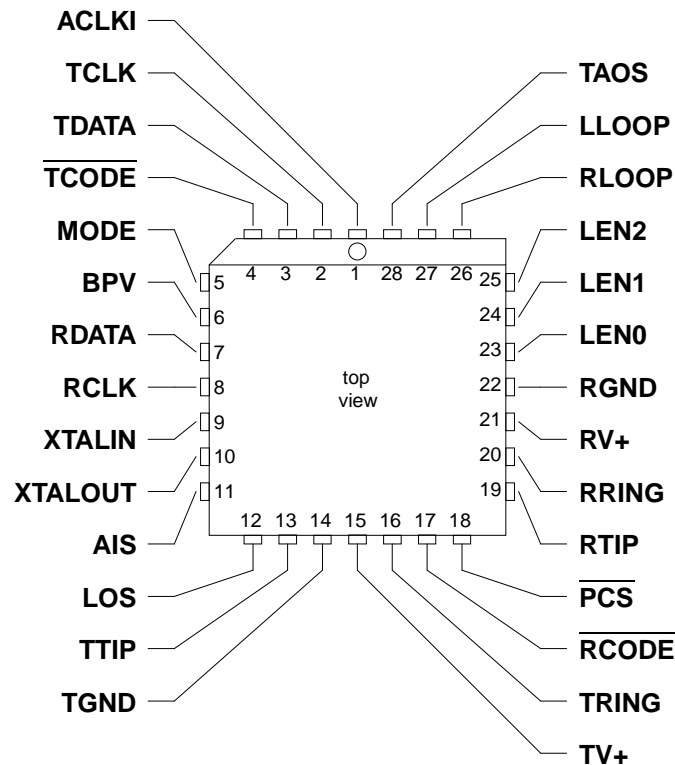 ACLKI
TCLK
TDATA
TCODE
MODE
BPV
RDATA
RCLK
XTALIN
XTALOUT
AIS
LOS
TTIP
TGND
TAOS
LLOOP
RLOOP
LEN2
LEN1
LEN0
RGND
RV+
RRING
RTIP
PCS
RCODE
TRING
TV+
4 3 2 1 28 27 26
5
6
7
8
9
10
11
25
24
23
22
21
20
19
top
view
12 13 14 15 16 17 18